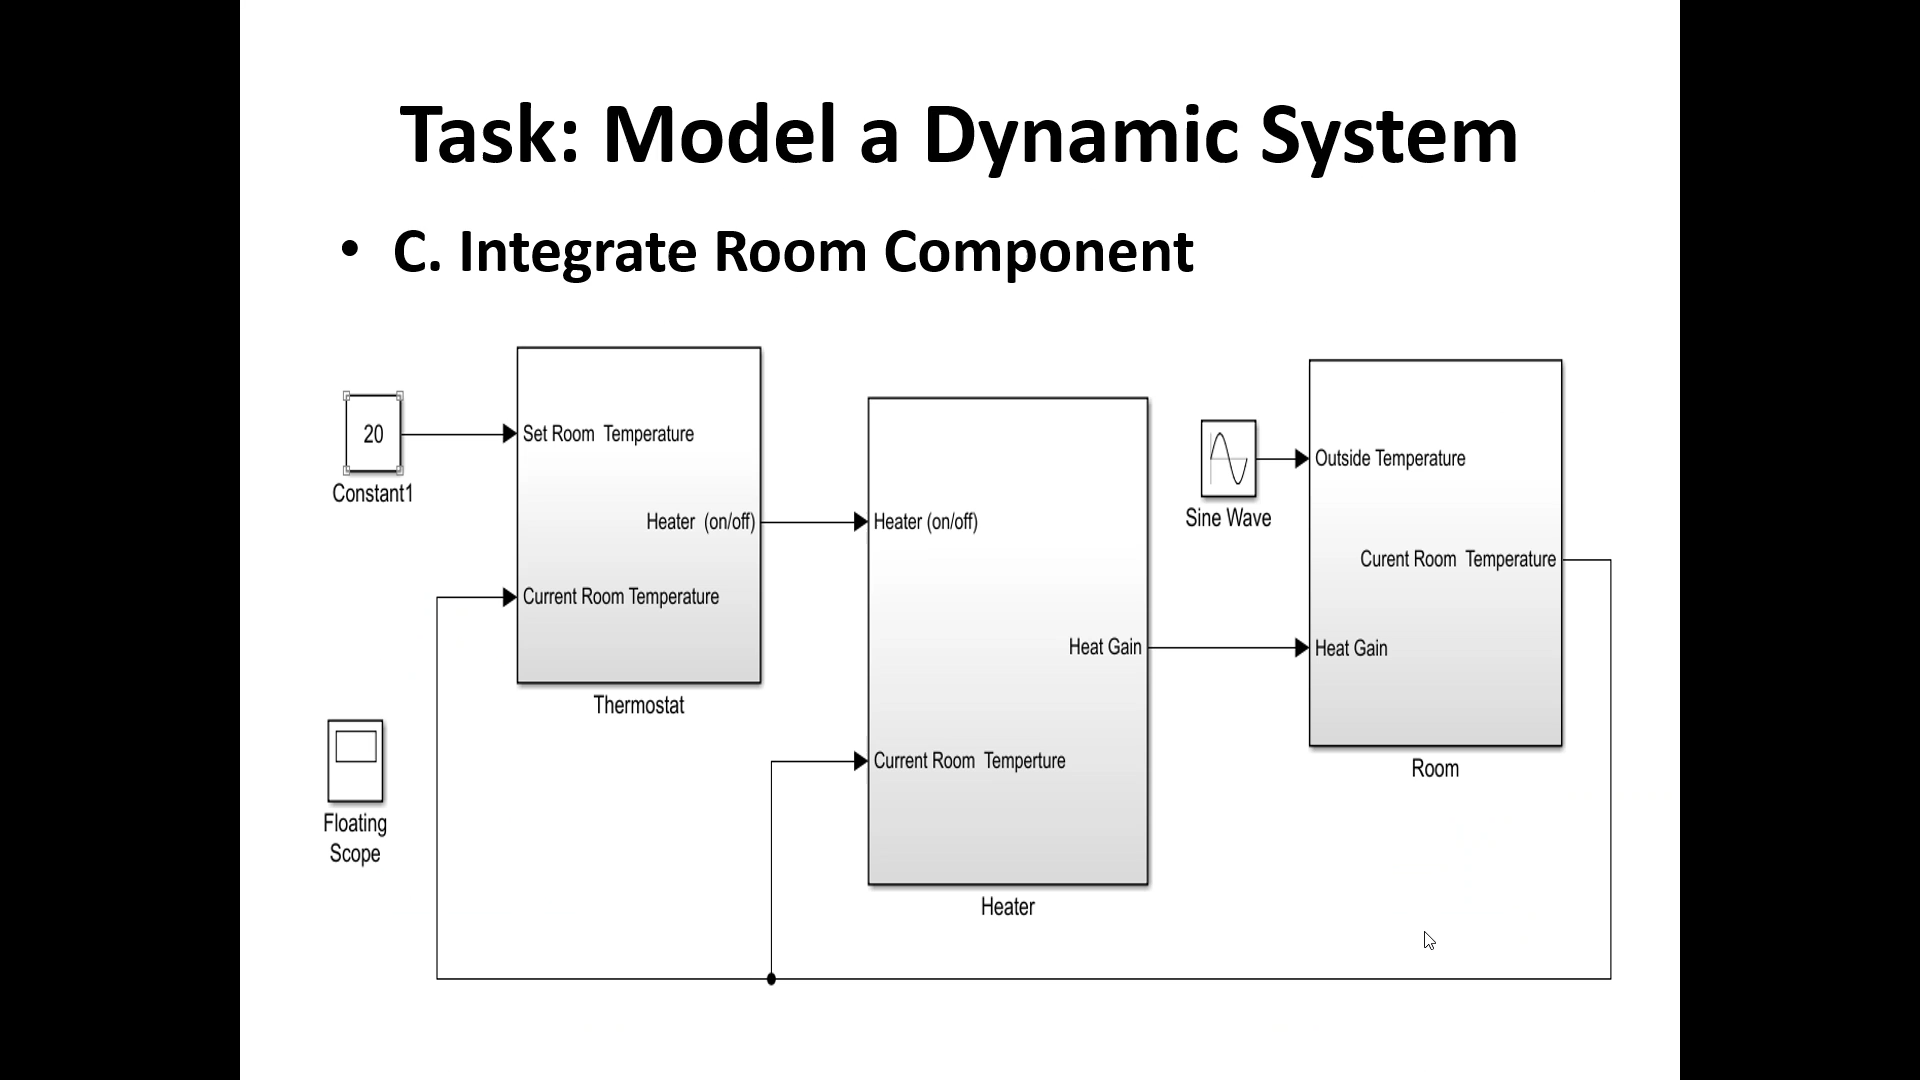 Task: Model a Dynamic System
• C. Integrate Room Component
20
Constant1
Set Room Temperature
Heater (on/off)
Current Room Temperature
Thermostat
Floating
Scope
Heater (on/off)
Heat Gain
Current Room Temperture
Heater
Sine Wave
Outside Temperature
Curent Room Temperature
Heat Gain
Room